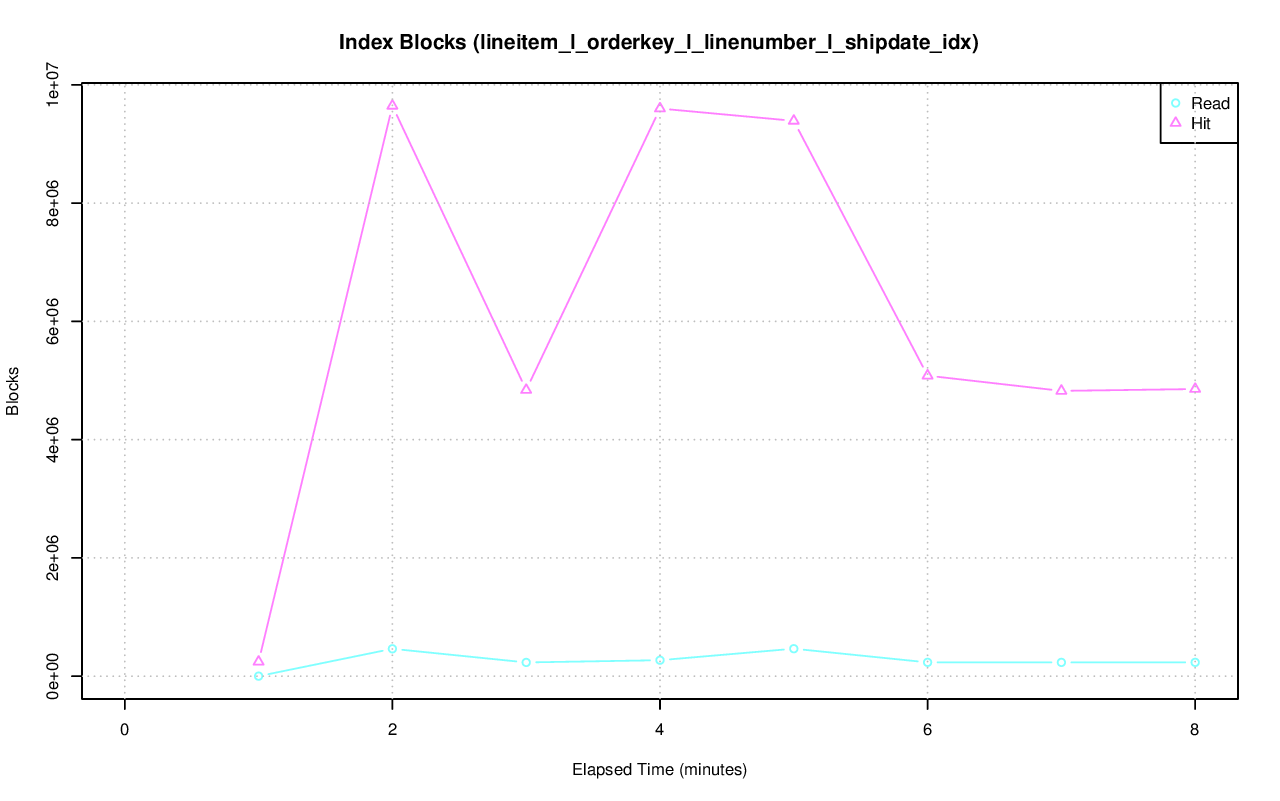 Index Blocks (lineitem_l_orderkey_l_linenumber_l_shipdate_idx)
1e+07
8e+06
6e+06
4e+06
2e+06
0e+00
Blocks
Read
Hit
0 2 4 6 8
Elapsed Time (minutes)